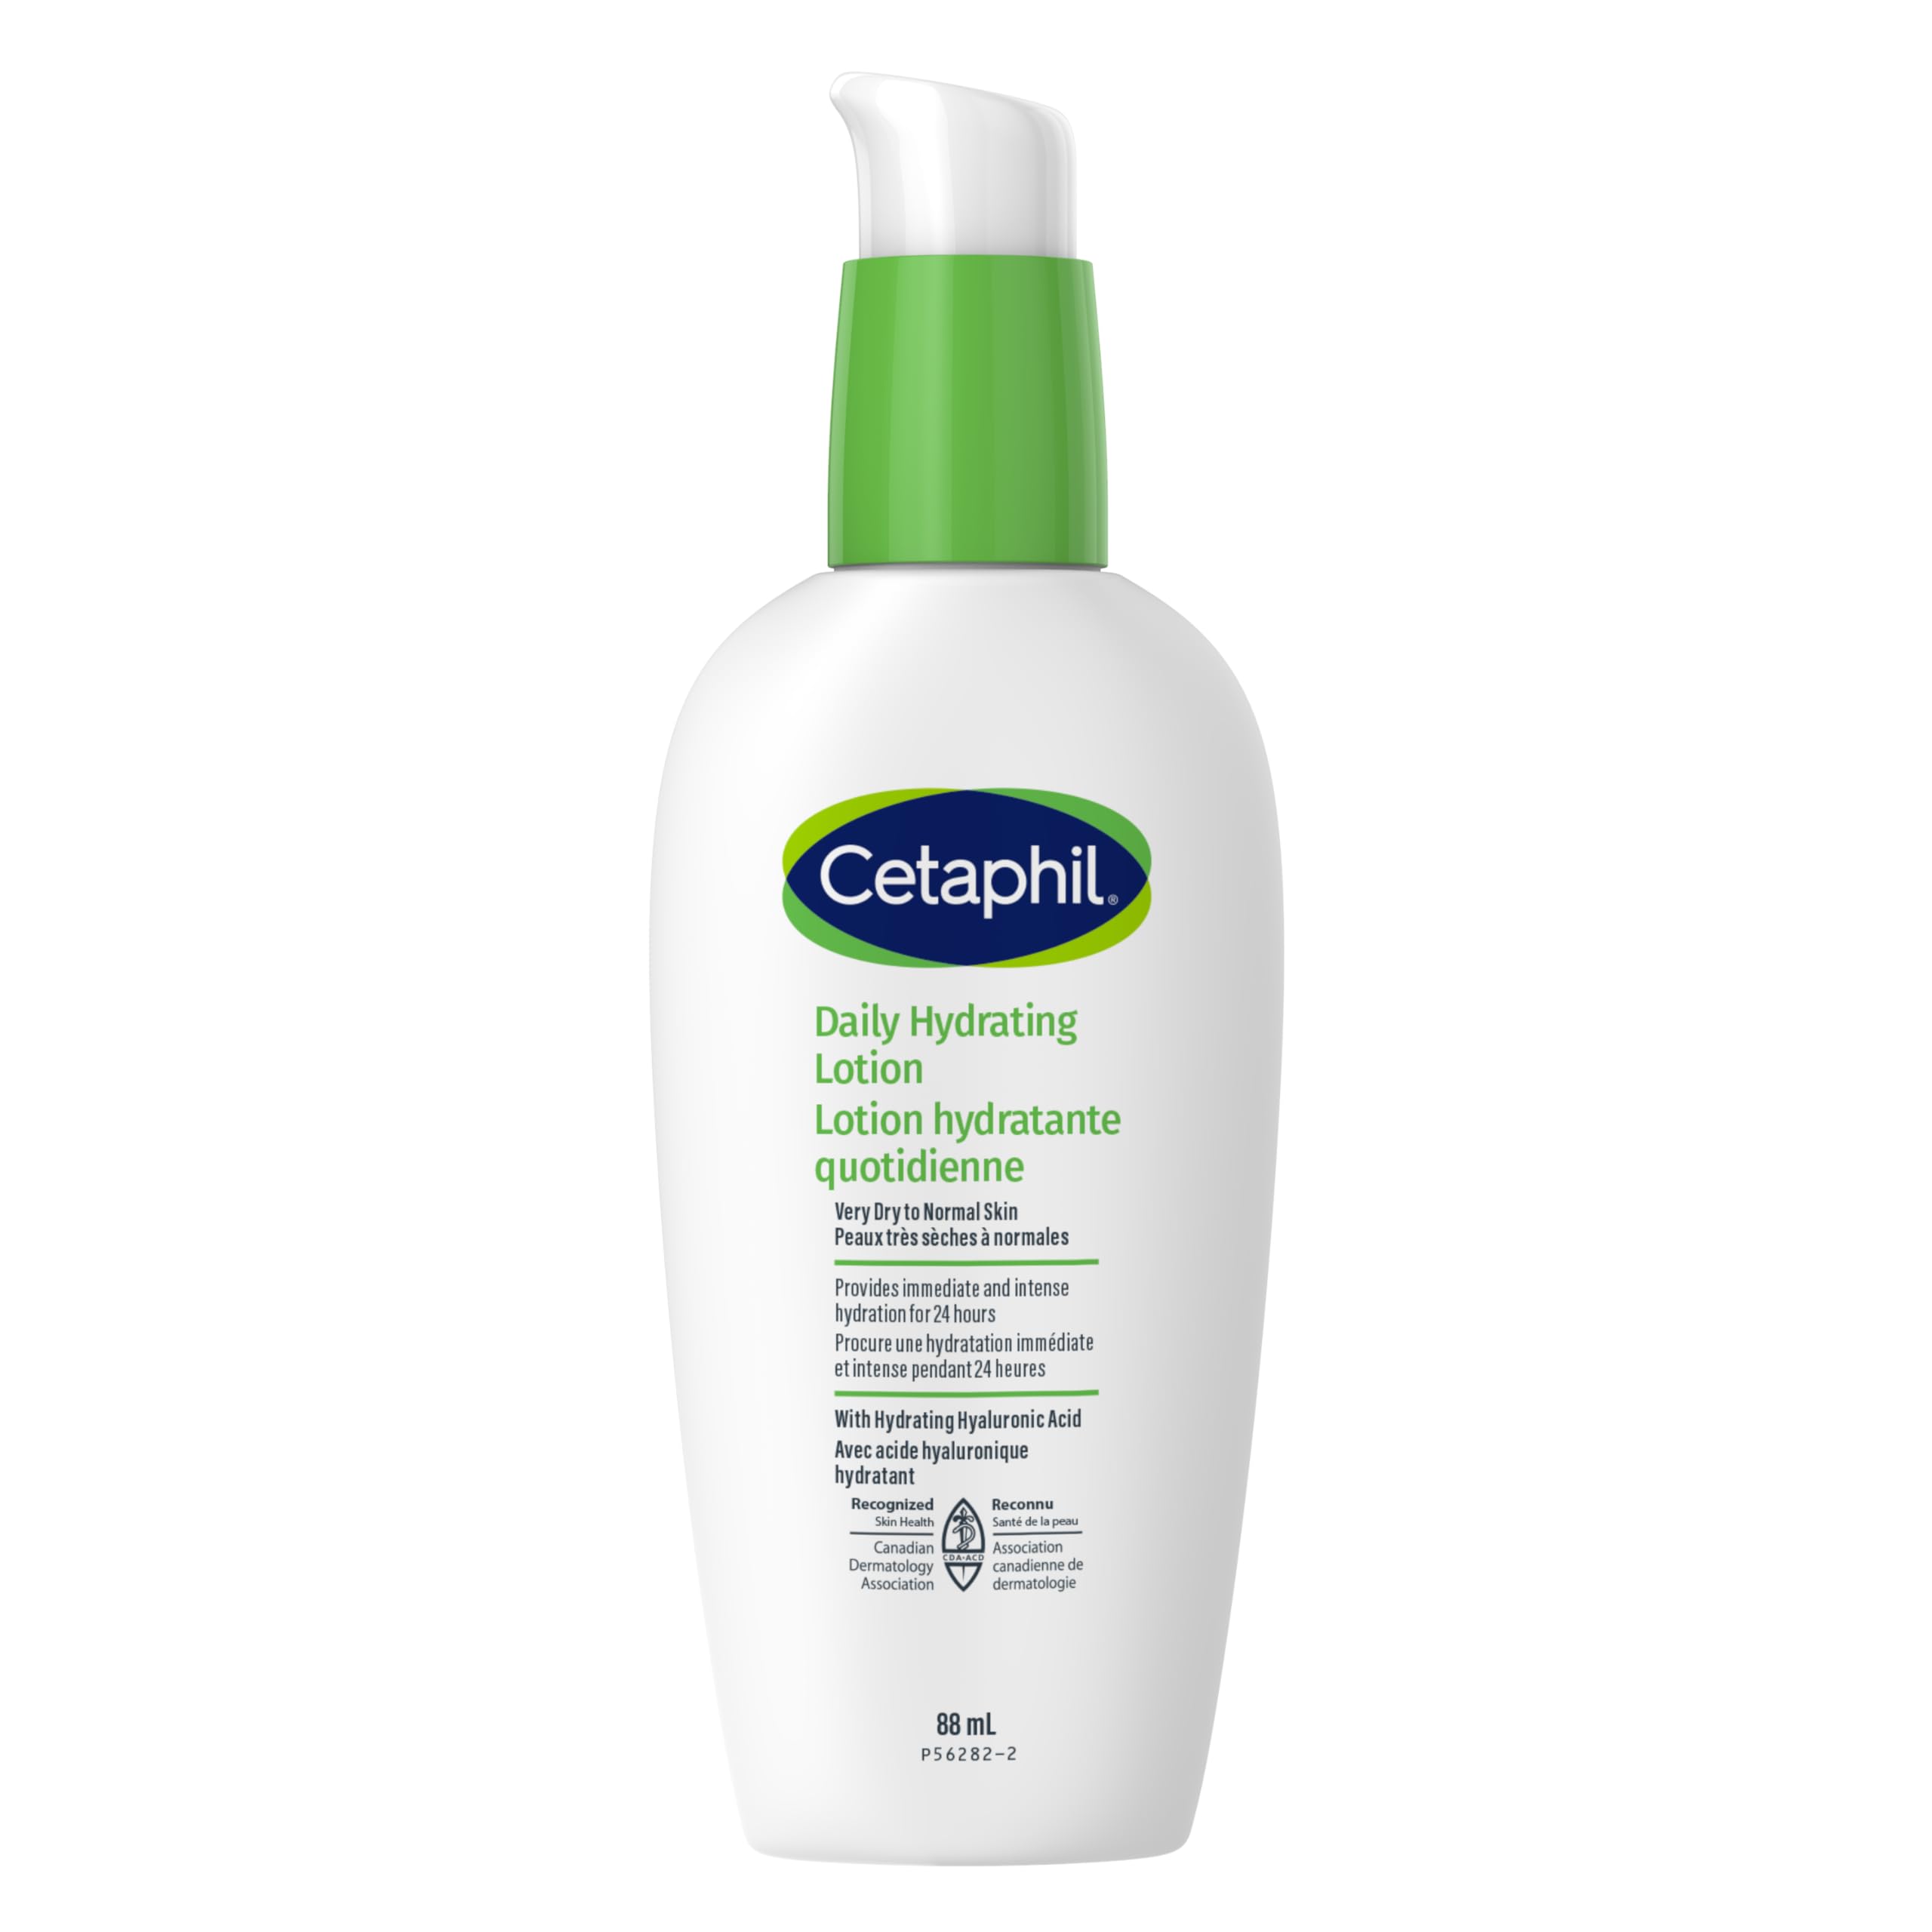 Cetaphil®
Daily Hydrating
Lotion
Lotion hydratante
quotidienne
Very Dry to Normal Skin
Peaux très sèches à normales
Provides immediate and intense
hydration for 24 hours
Procure une hydratation immédiate
et intense pendant 24 heures
With Hydrating Hyaluronic Acid
Avec acide hyaluronique
hydratant
Recognized
Skin Health
Canadian
Dermatology
Association
CDA-ACD
Reconnu
Santé de la peau
Association
canadienne de
dermatologie
88 mL
P56282-2